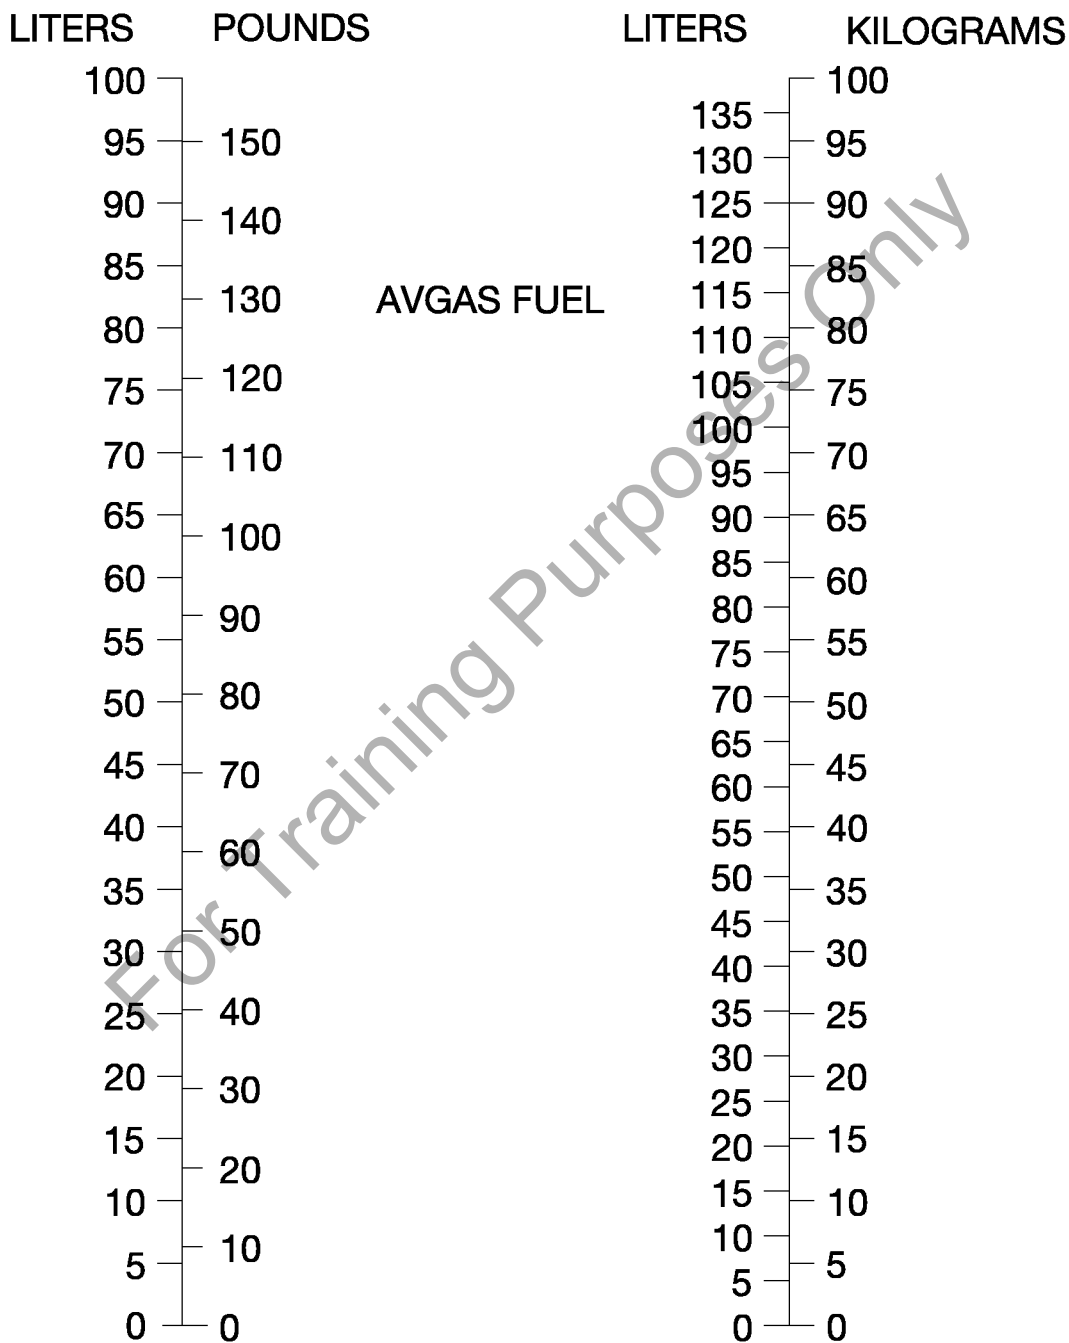 LITERS POUNDS LITERS KILOGRAMS
100 100
135
95 150 130 95
90 140 125 90
120
85 130 115 85
AVGAS FUEL
80 110 80
75 120 105 75
100
70 110 95 70
65 100 90 65
85
60 80 60
55 90 75 55
50 80 70 50
65
45 70 60 45
40 60 55 40
50
35 50 45 35
30 40 30
25 40 35 25
30
20 30 25 20
15 20 20 15
15
10 10 10 10
5 5 5
0 0 0 0
For Training Purposes Only